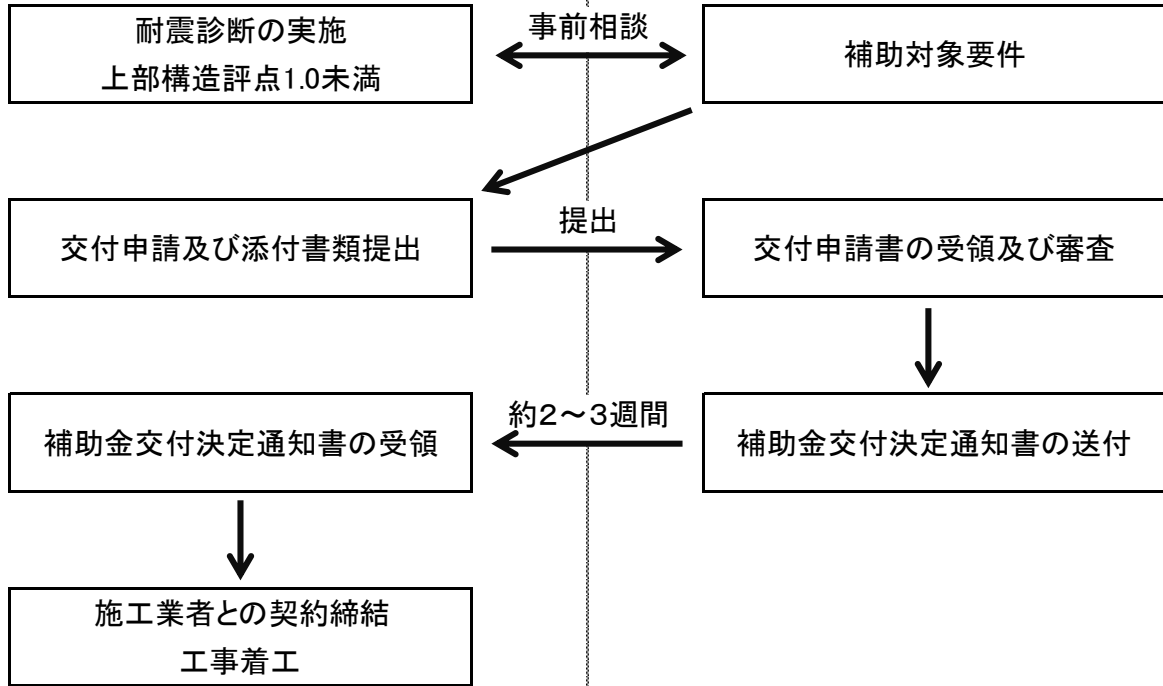 耐震診断の実施
上部構造評点1.0未満
事前相談
補助対象要件
交付申請及び添付書類提出
提出
交付申請書の受領及び審査
補助金交付決定通知書の受領
約2～3週間
補助金交付決定通知書の送付
施工業者との契約締結
工事着工